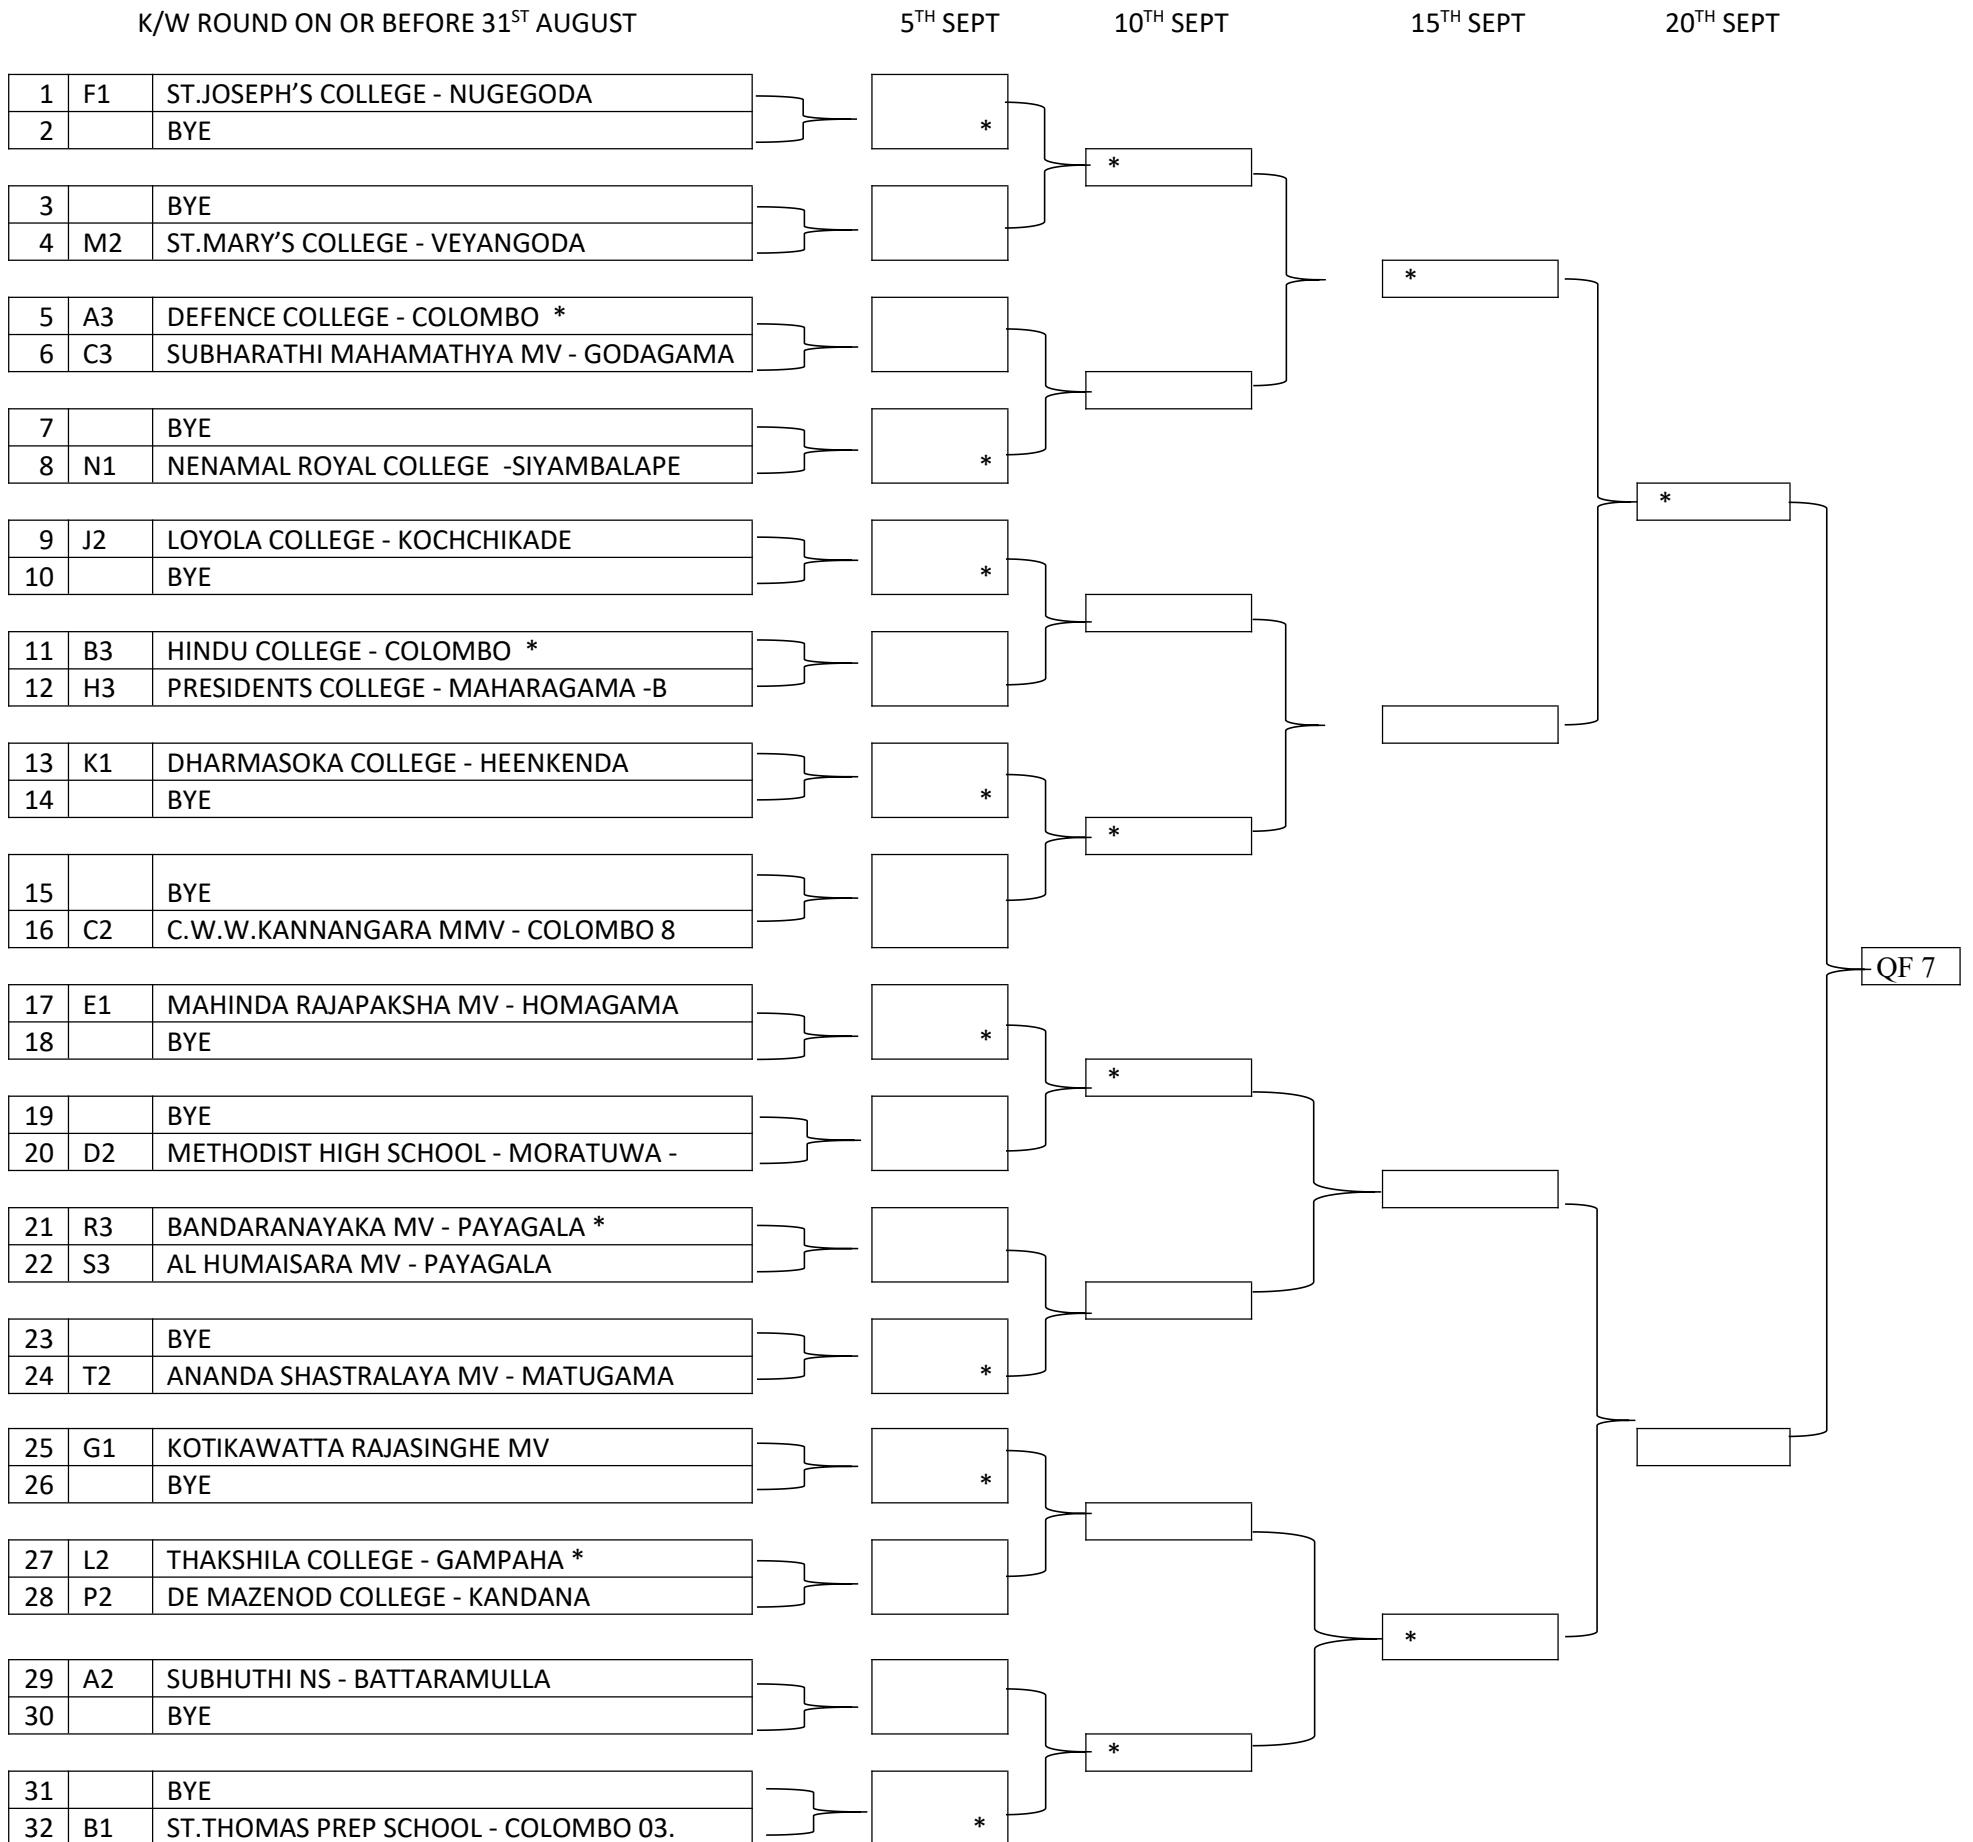 K/W ROUND ON OR BEFORE 31ST AUGUST 5TH SEPT 10TH SEPT 15TH SEPT 20TH SEPT
1 F1 ST.JOSEPH’S COLLEGE - NUGEGODA
2 BYE *
*
3 BYE
4 M2 ST.MARY’S COLLEGE - VEYANGODA
*
5 A3 DEFENCE COLLEGE - COLOMBO *
6 C3 SUBHARATHI MAHAMATHYA MV - GODAGAMA
7 BYE
8 N1 NENAMAL ROYAL COLLEGE -SIYAMBALAPE *
*
9 J2 LOYOLA COLLEGE - KOCHCHIKADE
10 BYE *
11 B3 HINDU COLLEGE - COLOMBO *
12 H3 PRESIDENTS COLLEGE - MAHARAGAMA -B
13 K1 DHARMASOKA COLLEGE - HEENKENDA
14 BYE *
*
15 BYE
16 C2 C.W.W.KANNANGARA MMV - COLOMBO 8
QF 7
17 E1 MAHINDA RAJAPAKSHA MV - HOMAGAMA
18 BYE *
*
19 BYE
20 D2 METHODIST HIGH SCHOOL - MORATUWA -
21 R3 BANDARANAYAKA MV - PAYAGALA *
22 S3 AL HUMAISARA MV - PAYAGALA
23 BYE
24 T2 ANANDA SHASTRALAYA MV - MATUGAMA *
25 G1 KOTIKAWATTA RAJASINGHE MV
26 BYE *
27 L2 THAKSHILA COLLEGE - GAMPAHA *
28 P2 DE MAZENOD COLLEGE - KANDANA
*
29 A2 SUBHUTHI NS - BATTARAMULLA
30 BYE
*
31 BYE
32 B1 ST.THOMAS PREP SCHOOL - COLOMBO 03. *